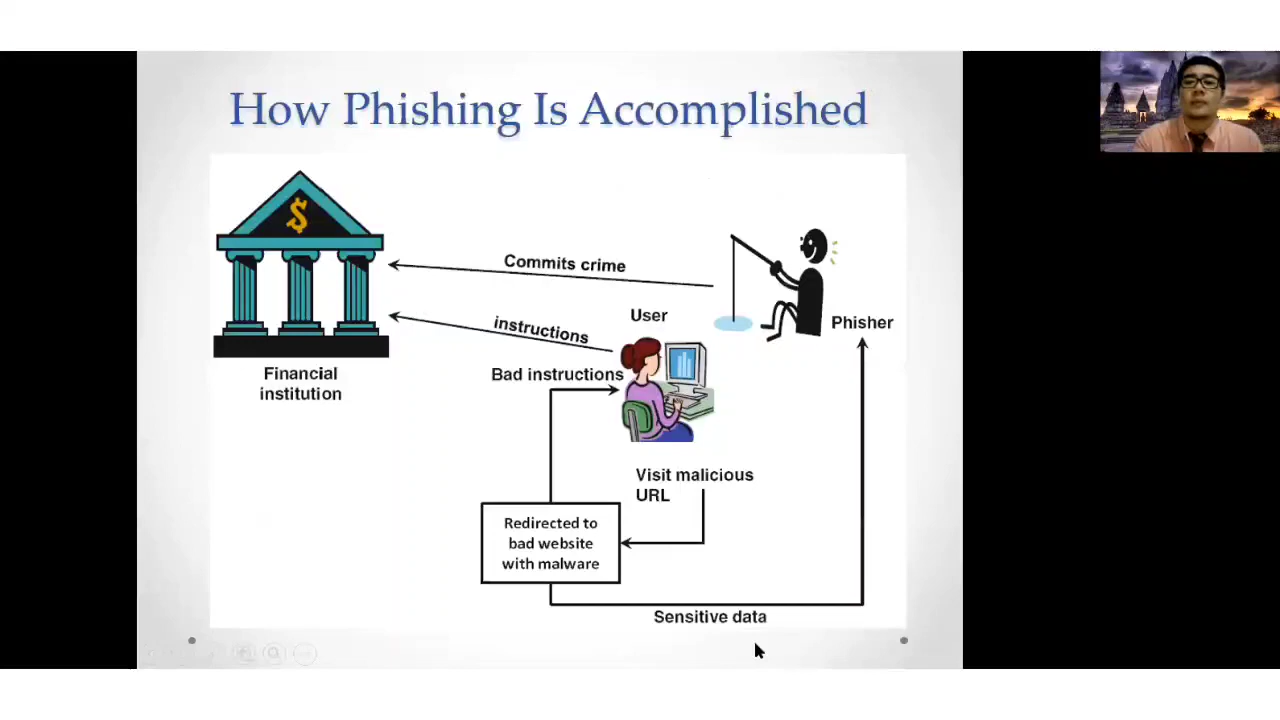 How Phishing Is Accomplished
$
Commits crime
User
instructions
Phisher
Financial
institution
Bad instructions
Visit malicious
URL
Redirected to
bad website
with malware
Sensitive data